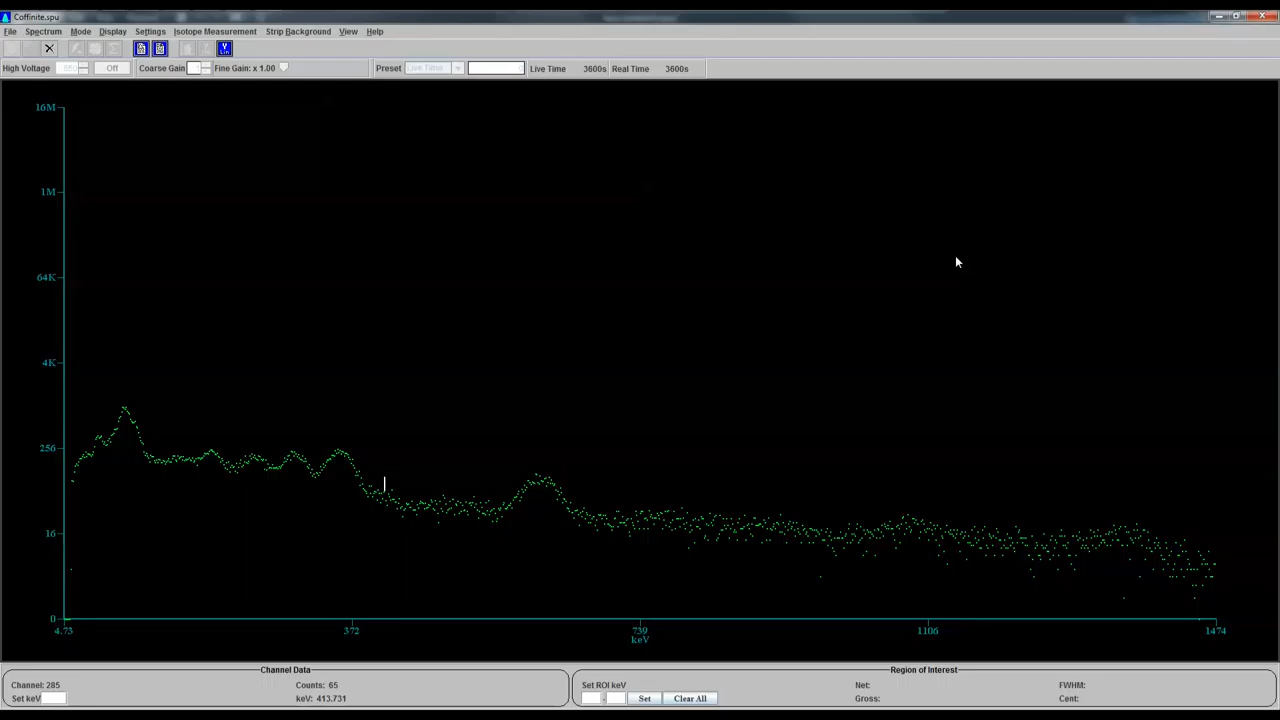 Coffinite.spu
File Spectrum Mode Display Settings Isotope Measurement Strip Background View Help
High Voltage Off Coarse Gain Fine Gain: x 1.00 Preset Live Time Live Time 3600s Real Time 3600s
16M
1M
64K
4K
256
16
0
4.73 372 739 1106 1474
keV
Channel Data Region of Interest
Channel: 285 Counts: 65 Set ROI keV Net: FWHM:
Set keV keV: 413.731 - Set Clear All Gross: Cent: